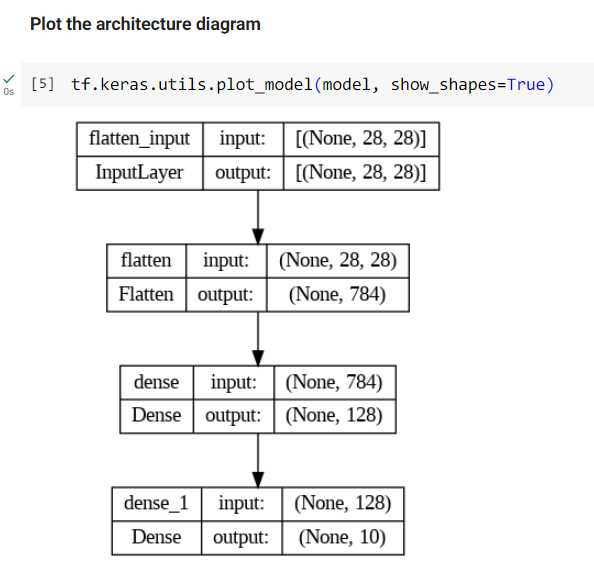 Plot the architecture diagram
[5] tf.keras.utils.plot_model(model, show_shapes=True)
0s
flatten_input input: [(None, 28, 28)]
InputLayer output: [(None, 28, 28)]
flatten input: (None, 28, 28)
Flatten output: (None, 784)
dense input: (None, 784)
Dense output: (None, 128)
dense_1 input: (None, 128)
Dense output: (None, 10)